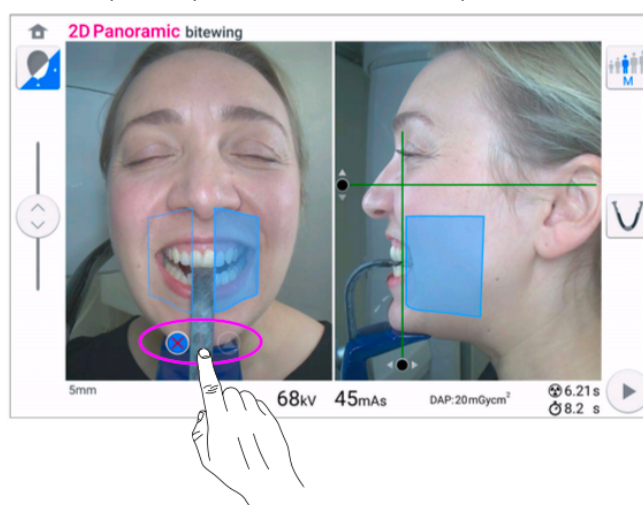 2D Panoramic bitewing
M
5mm
68kV 45mAs DAP:20mGycm² 6.21s
8.2 s